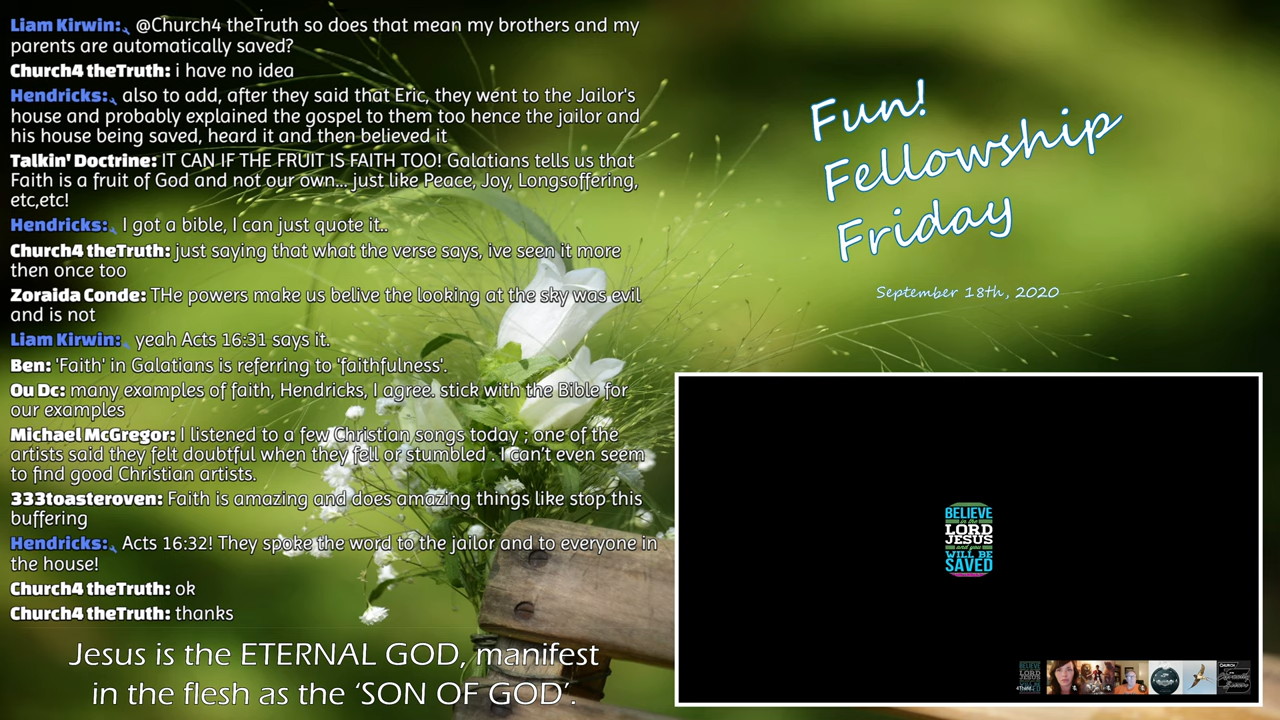 Liam Kirwin: @Church4 theTruth so does that mean my brothers and my
parents are automatically saved?
Church4 theTruth: i have no idea
Hendricks: also to add, after they said that Eric, they went to the Jailor's
house and probably explained the gospel to them too hence the jailor and
his house being saved, heard it and then believed it
Talkin' Doctrine: IT CAN IF THE FRUIT IS FAITH TOO! Galatians tells us that
Faith is a fruit of God and not our own... just like Peace, Joy, Longsoffering,
etc,etc!
Hendricks: I got a bible, I can just quote it..
Church4 theTruth: just saying that what the verse says, ive seen it more
then once too
Zoraida Conde: THe powers make us belive the looking at the sky was evil
and is not
Liam Kirwin: yeah Acts 16:31 says it.
Ben: 'Faith' in Galatians is referring to 'faithfulness'.
Ou Dc: many examples of faith, Hendricks, I agree. stick with the Bible for
our examples
Michael McGregor: I listened to a few Christian songs today ; one of the
artists said they felt doubtful when they fell or stumbled . I can't even seem
to find good Christian artists.
333toasteroven: Faith is amazing and does amazing things like stop this
buffering
Hendricks: Acts 16:32! They spoke the word to the jailor and to everyone in
the house!
Church4 theTruth: ok
Church4 theTruth: thanks
Jesus is the ETERNAL GOD, manifest
in the flesh as the 'SON OF GOD'.
Fun!
Fellowship
Friday
September 18th, 2020
BELIEVE
in the
LORD
JESUS
and you
WILL BE
SAVED
BELIEVE
LORD
JESUS
CHURCH